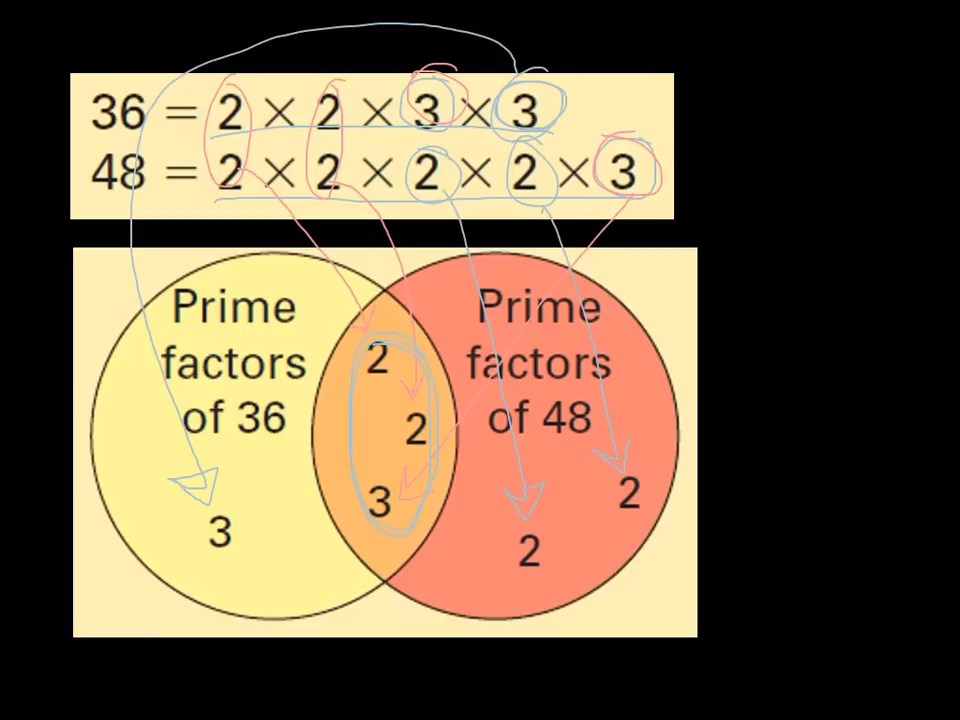 36 = 2 × 2 × 3 × 3
48 = 2 × 2 × 2 × 2 × 3
Prime factors of 36
Prime factors of 48
2
2
3
3
2
2